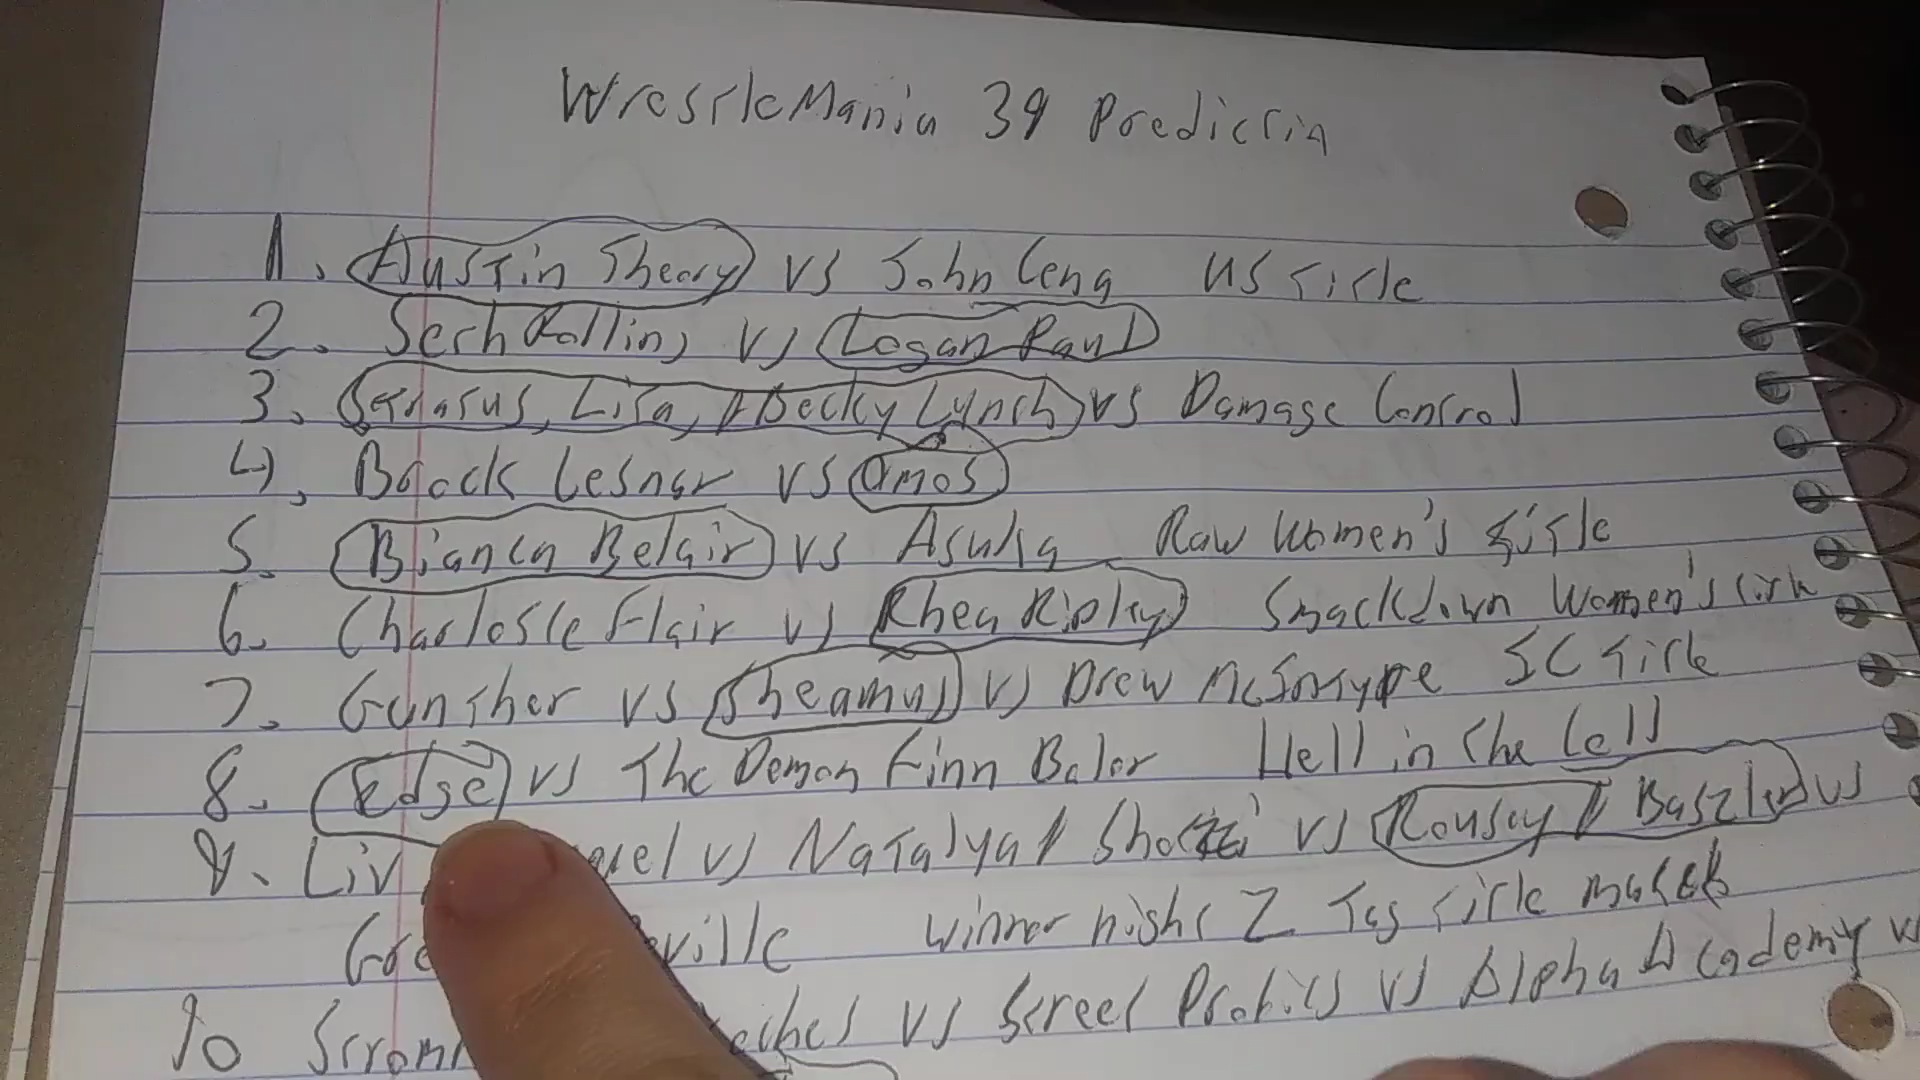 WrestleMania 39 Predictin
1. Austin Theory vs John Cena US Title
2. Seth Rollins vs Logan Paul
3. Stratus, Lita, & Becky Lynch vs Damage Control
4. Brock Lesnar vs Omos
5. Bianca Belair vs Asuka Raw Women's Title
6. Charlotte Flair vs Rhea Ripley Smackdown Women's title
7. Gunther vs Sheamus vs Drew McIntyre IC Title
8. Edge vs The Demon Finn Balor Hell in the Cell
9. Liv vs Natalya / Shotzi vs Rousey / Baszler vs
winner night 2 Tag title match
10 vs Street Profits vs Alpha Academy vs